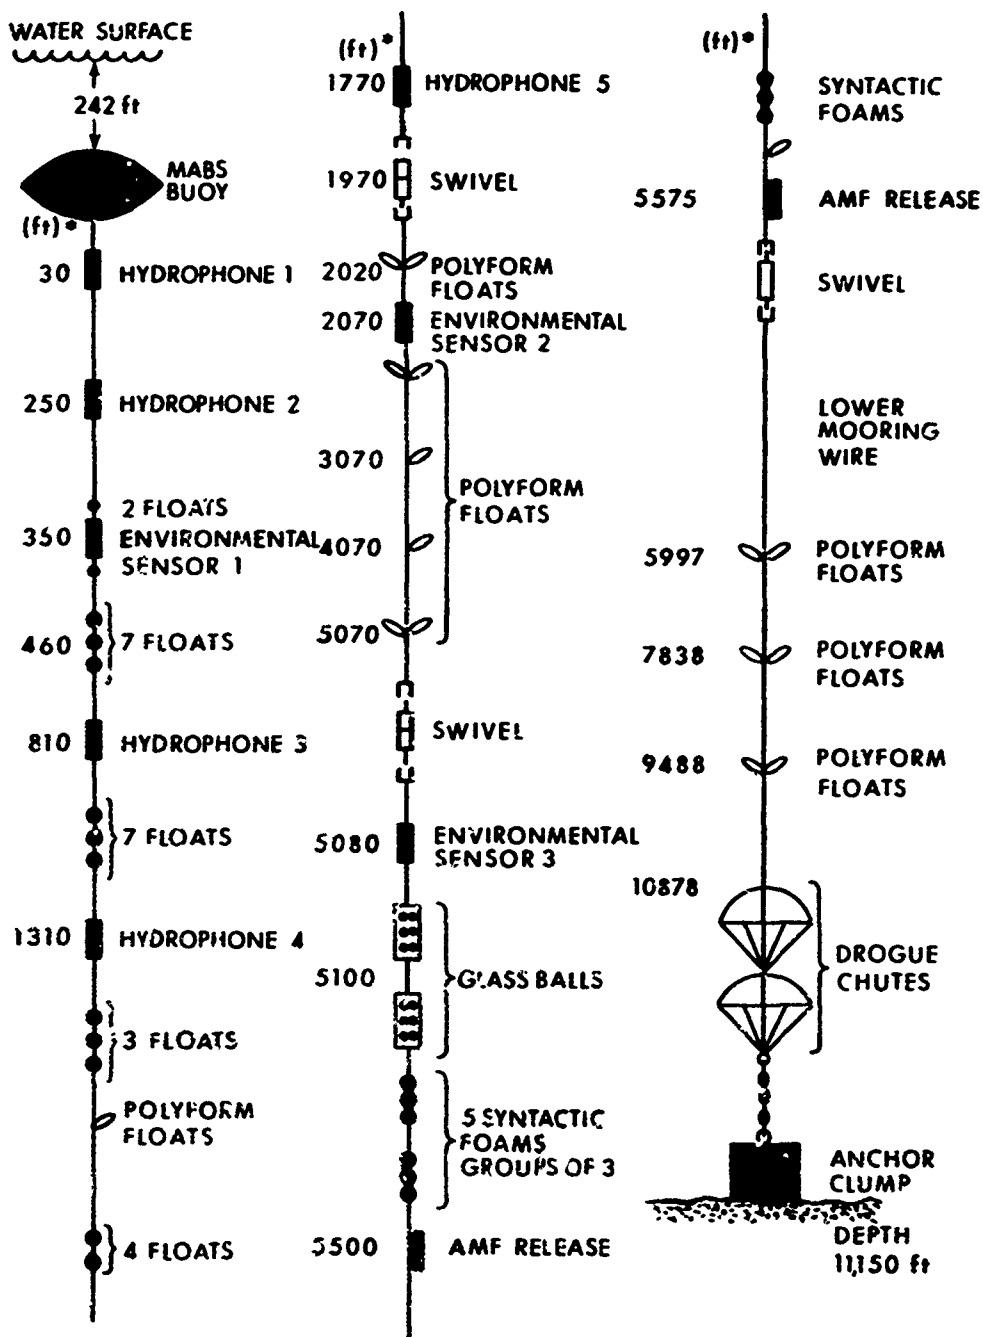 WATER SURFACE
242 ft
MABS
BUOY
(ft)*
30 HYDROPHONE 1
250 HYDROPHONE 2
2 FLOATS
350 ENVIRONMENTAL
SENSOR 1
460 7 FLOATS
810 HYDROPHONE 3
7 FLOATS
1310 HYDROPHONE 4
3 FLOATS
POLYFORM
FLOATS
4 FLOATS
(ft)*
1770 HYDROPHONE 5
1970 SWIVEL
2020 POLYFORM
FLOATS
2070 ENVIRONMENTAL
SENSOR 2
3070
POLYFORM
FLOATS
4070
5070
SWIVEL
5080 ENVIRONMENTAL
SENSOR 3
5100 GLASS BALLS
5 SYNTACTIC
FOAMS
GROUPS OF 3
5500 AMF RELEASE
(ft)*
SYNTACTIC
FOAMS
5575 AMF RELEASE
SWIVEL
LOWER
MOORING
WIRE
5997 POLYFORM
FLOATS
7838 POLYFORM
FLOATS
9488 POLYFORM
FLOATS
10878
DROGUE
CHUTES
ANCHOR
CLUMP
DEPTH
11,150 ft